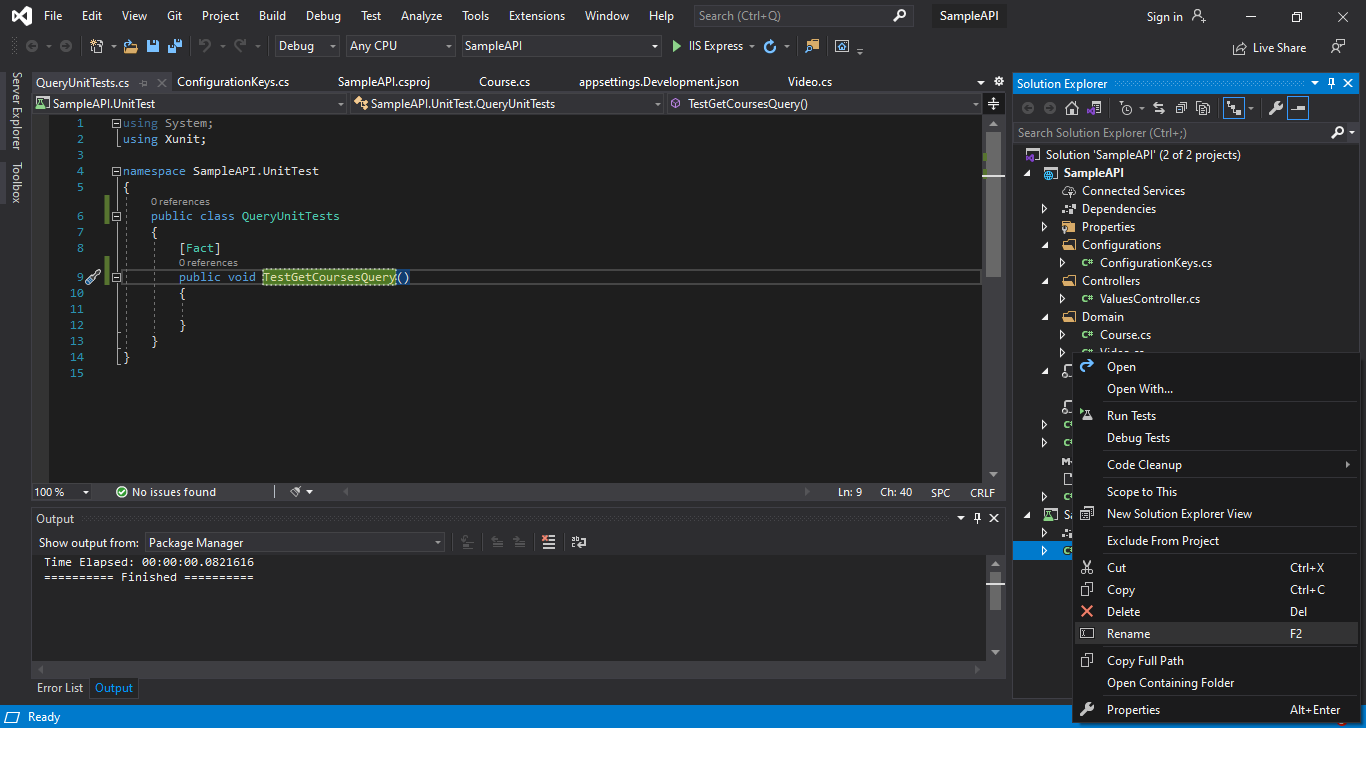 File Edit View Git Project Build Debug Test Analyze Tools Extensions Window Help Search (Ctrl+Q) SampleAPI Sign in
Debug Any CPU SampleAPI IIS Express Live Share
Server Explorer
Toolbox
QueryUnitTests.cs ConfigurationKeys.cs SampleAPI.csproj Course.cs appsettings.Development.json Video.cs
SampleAPI.UnitTest SampleAPI.UnitTest.QueryUnitTests TestGetCoursesQuery()
1 using System;
2 using Xunit;
3
4 namespace SampleAPI.UnitTest
5 {
0 references
6 public class QueryUnitTests
7 {
8 [Fact]
0 references
9 public void TestGetCoursesQuery()
10 {
11
12 }
13 }
14 }
15
100 % No issues found Ln: 9 Ch: 40 SPC CRLF
Output
Show output from: Package Manager
Time Elapsed: 00:00:00.0821616
========== Finished ==========
Error List Output
Ready
Solution Explorer
Search Solution Explorer (Ctrl+;)
Solution 'SampleAPI' (2 of 2 projects)
SampleAPI
Connected Services
Dependencies
Properties
Configurations
C# ConfigurationKeys.cs
Controllers
C# ValuesController.cs
Domain
C# Course.cs
C# Video.cs
Open
Open With...
Run Tests
Debug Tests
Code Cleanup
Scope to This
New Solution Explorer View
Exclude From Project
Cut Ctrl+X
Copy Ctrl+C
Delete Del
Rename F2
Copy Full Path
Open Containing Folder
Properties Alt+Enter